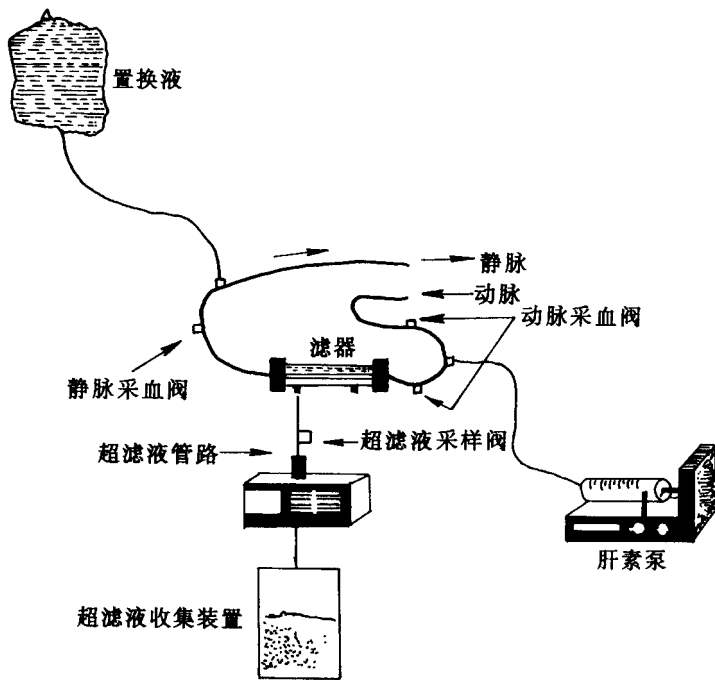 置换液
静脉
动脉
动脉采血阀
滤器
静脉采血阀
超滤液采样阀
超滤液管路
肝素泵
超滤液收集装置